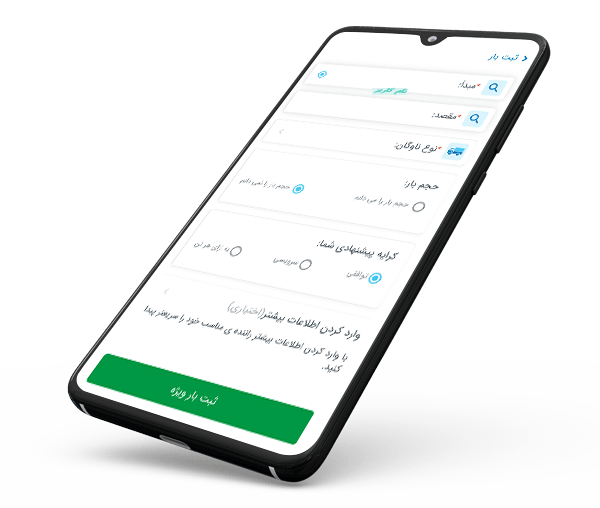 ثبت بار
*مبدأ:
نام کاربر
*مقصد:
*نوع ناوگان:
حجم بار:
حجم بار را می دانم
حجم بار را نمی دانم
کرایه پیشنهادی شما:
توافقی
سرویسی
به ازای هر تن
وارد کردن اطلاعات بیشتر(اختیاری)
با وارد کردن اطلاعات بیشتر راننده ی مناسب خود را سریعتر پیدا
کنید.
ثبت بار ویژه